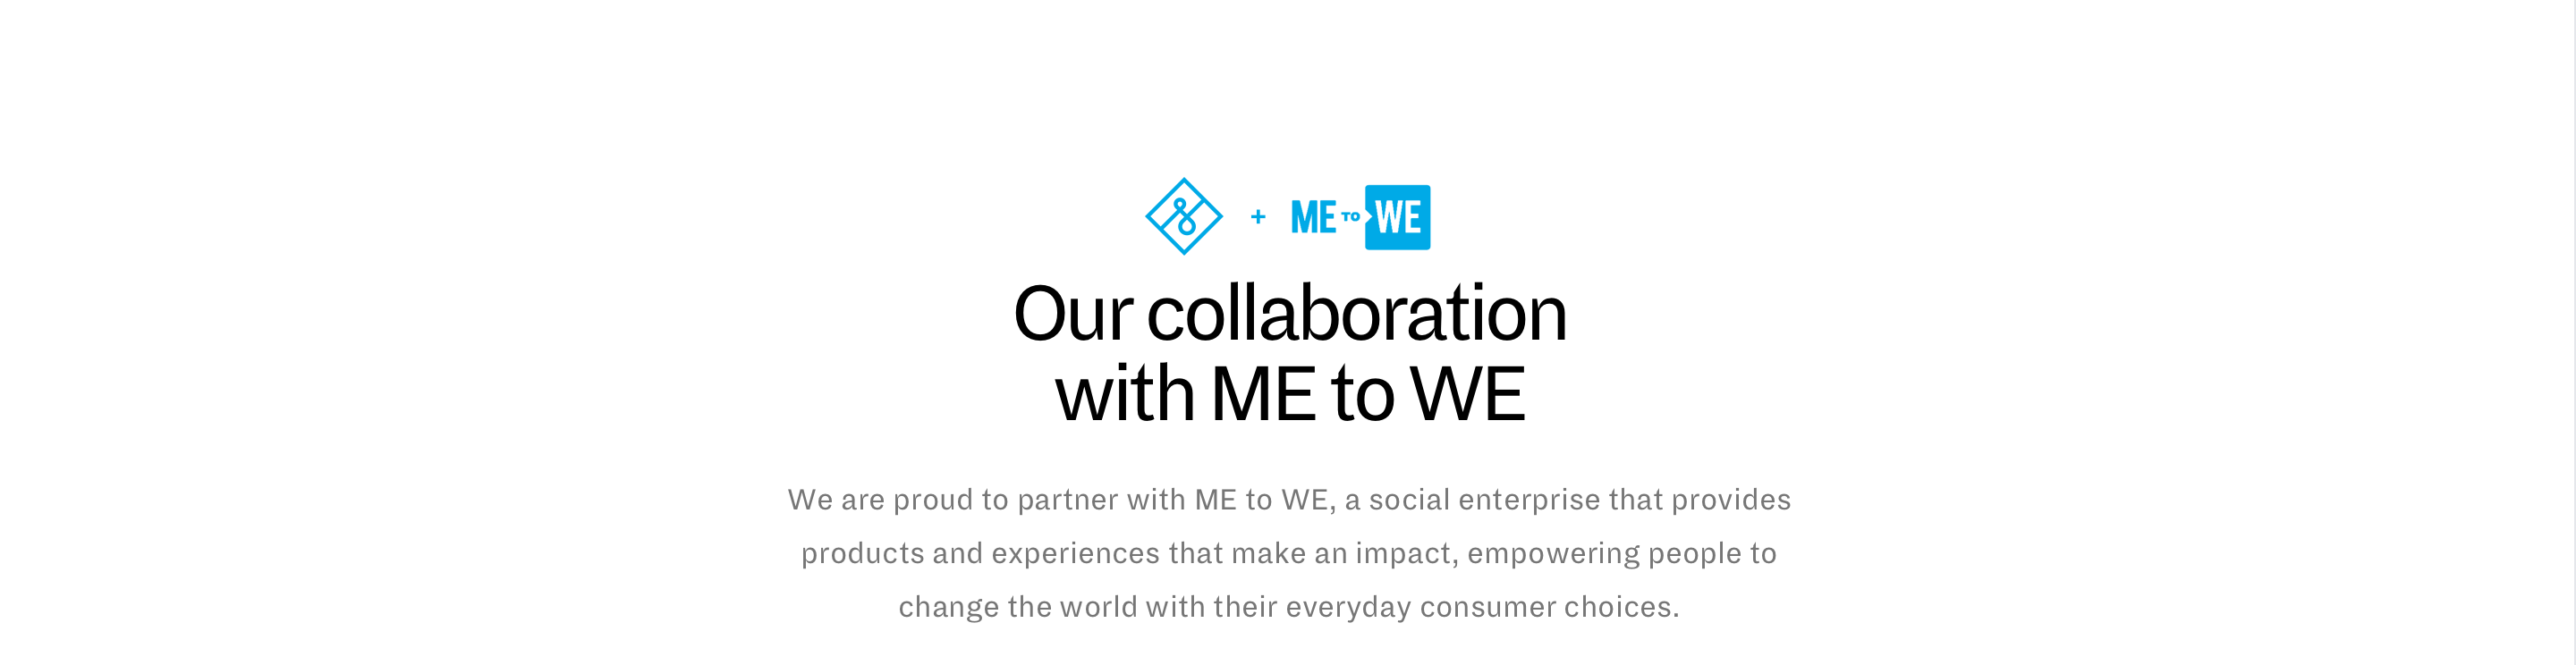 + ME TO WE
Our collaboration
with ME to WE
We are proud to partner with ME to WE, a social enterprise that provides
products and experiences that make an impact, empowering people to
change the world with their everyday consumer choices.